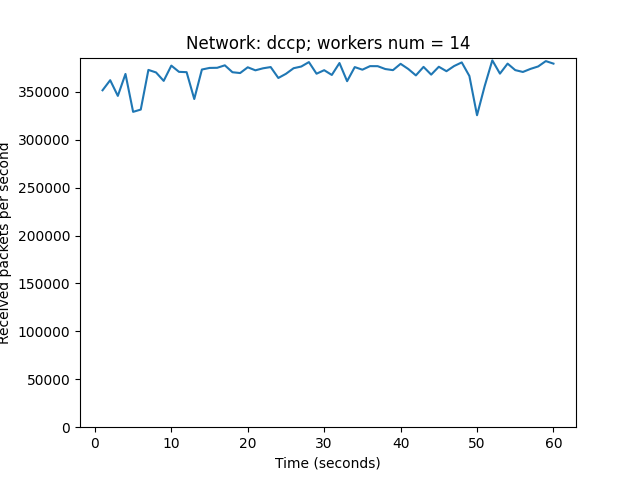 Network: dccp; workers num = 14
Received packets per second
350000
300000
250000
200000
150000
100000
50000
0
0 10 20 30 40 50 60
Time (seconds)